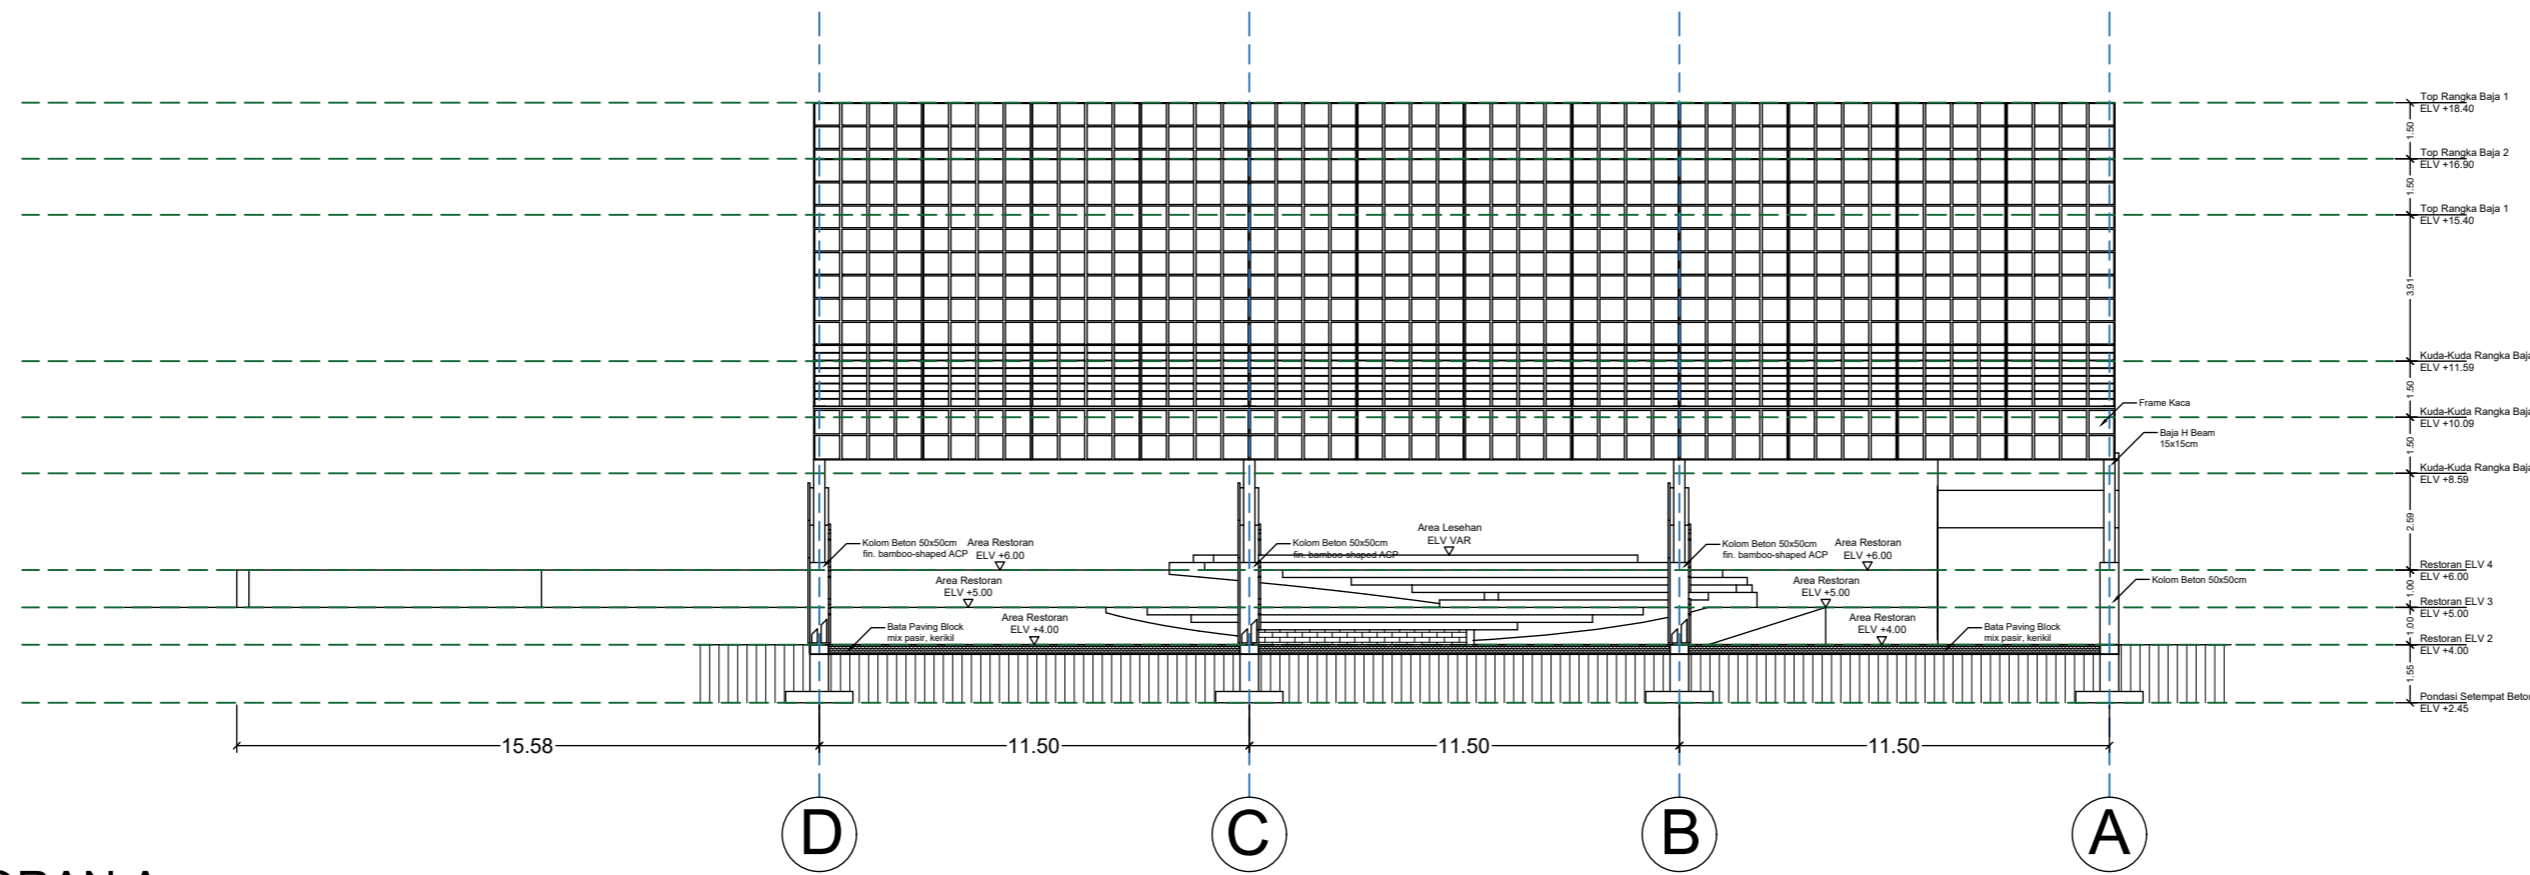 Top Rangka Baja 1
ELV +18.40
1.50
Top Rangka Baja 2
ELV +16.90
1.50
Top Rangka Baja 1
ELV +15.40
3.91
Kuda-Kuda Rangka Baja
ELV +11.59
1.50
Frame Kaca
Kuda-Kuda Rangka Baja
ELV +10.09
Baja H Beam
15x15cm
1.50
Kuda-Kuda Rangka Baja
ELV +8.59
2.59
Kolom Beton 50x50cm
fin. bamboo-shaped ACP
Area Restoran
ELV +6.00
Area Lesehan
ELV VAR
Kolom Beton 50x50cm
fin. bamboo-shaped ACP
Kolom Beton 50x50cm
fin. bamboo-shaped ACP
Area Restoran
ELV +6.00
Restoran ELV 4
ELV +6.00
Area Restoran
ELV +5.00
Area Restoran
ELV +5.00
Kolom Beton 50x50cm
1.00
Restoran ELV 3
ELV +5.00
Area Restoran
ELV +4.00
Area Restoran
ELV +4.00
Bata Paving Block
mix pasir, kerikil
Bata Paving Block
mix pasir, kerikil
1.00
Restoran ELV 2
ELV +4.00
1.55
Pondasi Setempat Beton
ELV +2.45
15.58
11.50
11.50
11.50
D
C
B
A